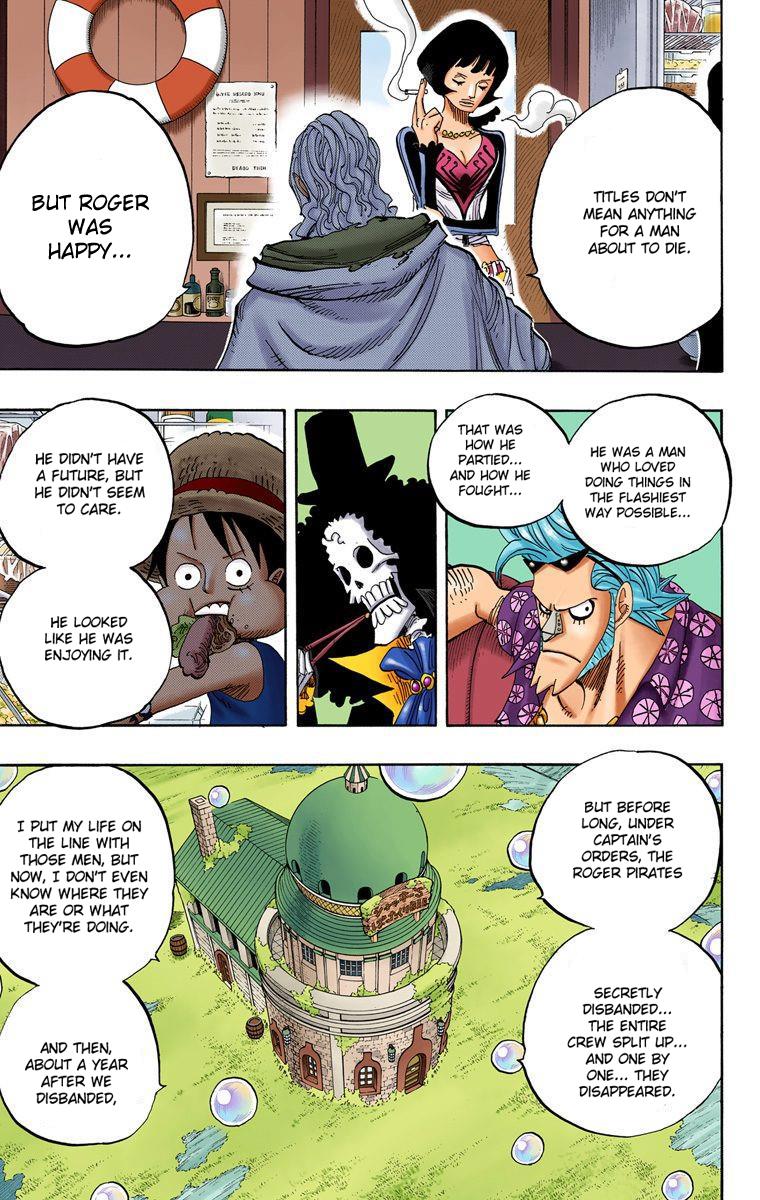 TITLES DON'T
MEAN ANYTHING
FOR A MAN
ABOUT TO DIE.
BUT ROGER
WAS
HAPPY...
HE WAS A MAN
WHO LOVED
DOING THINGS IN
THE FLASHIEST
WAY POSSIBLE...
THAT WAS
HOW HE
PARTIED...
AND HOW HE
FOUGHT...
HE DIDN'T HAVE
A FUTURE, BUT
HE DIDN'T SEEM
TO CARE.
HE LOOKED
LIKE HE WAS
ENJOYING IT.
BUT BEFORE
LONG, UNDER
CAPTAIN'S
ORDERS, THE
ROGER PIRATES
SECRETLY
DISBANDED...
THE ENTIRE
CREW SPLIT UP...
AND ONE BY
ONE... THEY
DISAPPEARED.
I PUT MY LIFE ON
THE LINE WITH
THOSE MEN, BUT
NOW, I DON'T EVEN
KNOW WHERE THEY
ARE OR WHAT
THEY'RE DOING.
AND THEN,
ABOUT A YEAR
AFTER WE
DISBANDED,